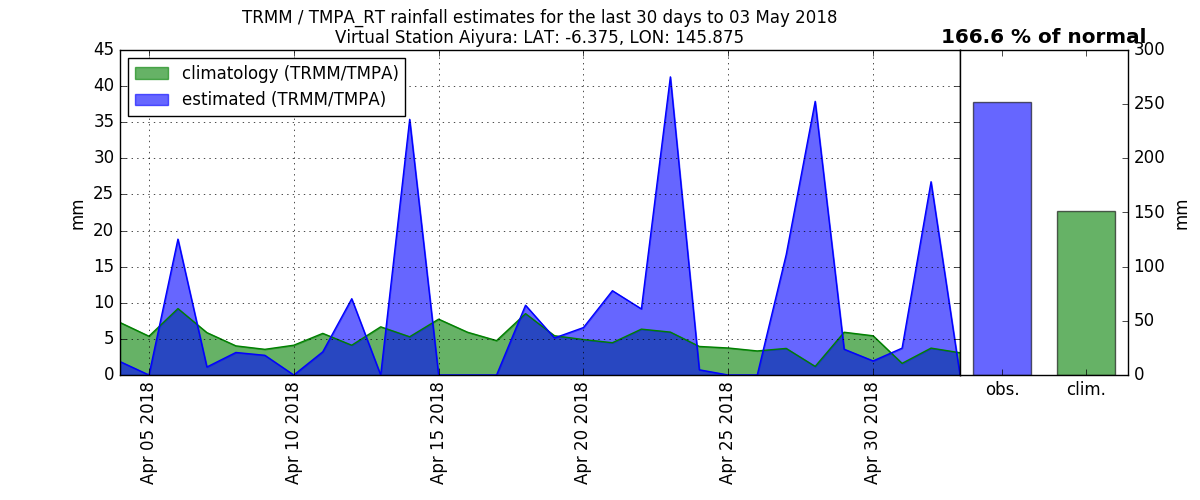 TRMM / TMPA_RT rainfall estimates for the last 30 days to 03 May 2018
Virtual Station Aiyura: LAT: -6.375, LON: 145.875
166.6 % of normal
climatology (TRMM/TMPA)
estimated (TRMM/TMPA)
mm
45
40
35
30
25
20
15
10
5
0
Apr 05 2018
Apr 10 2018
Apr 15 2018
Apr 20 2018
Apr 25 2018
Apr 30 2018
obs.
clim.
300
250
200
150
100
50
0
mm